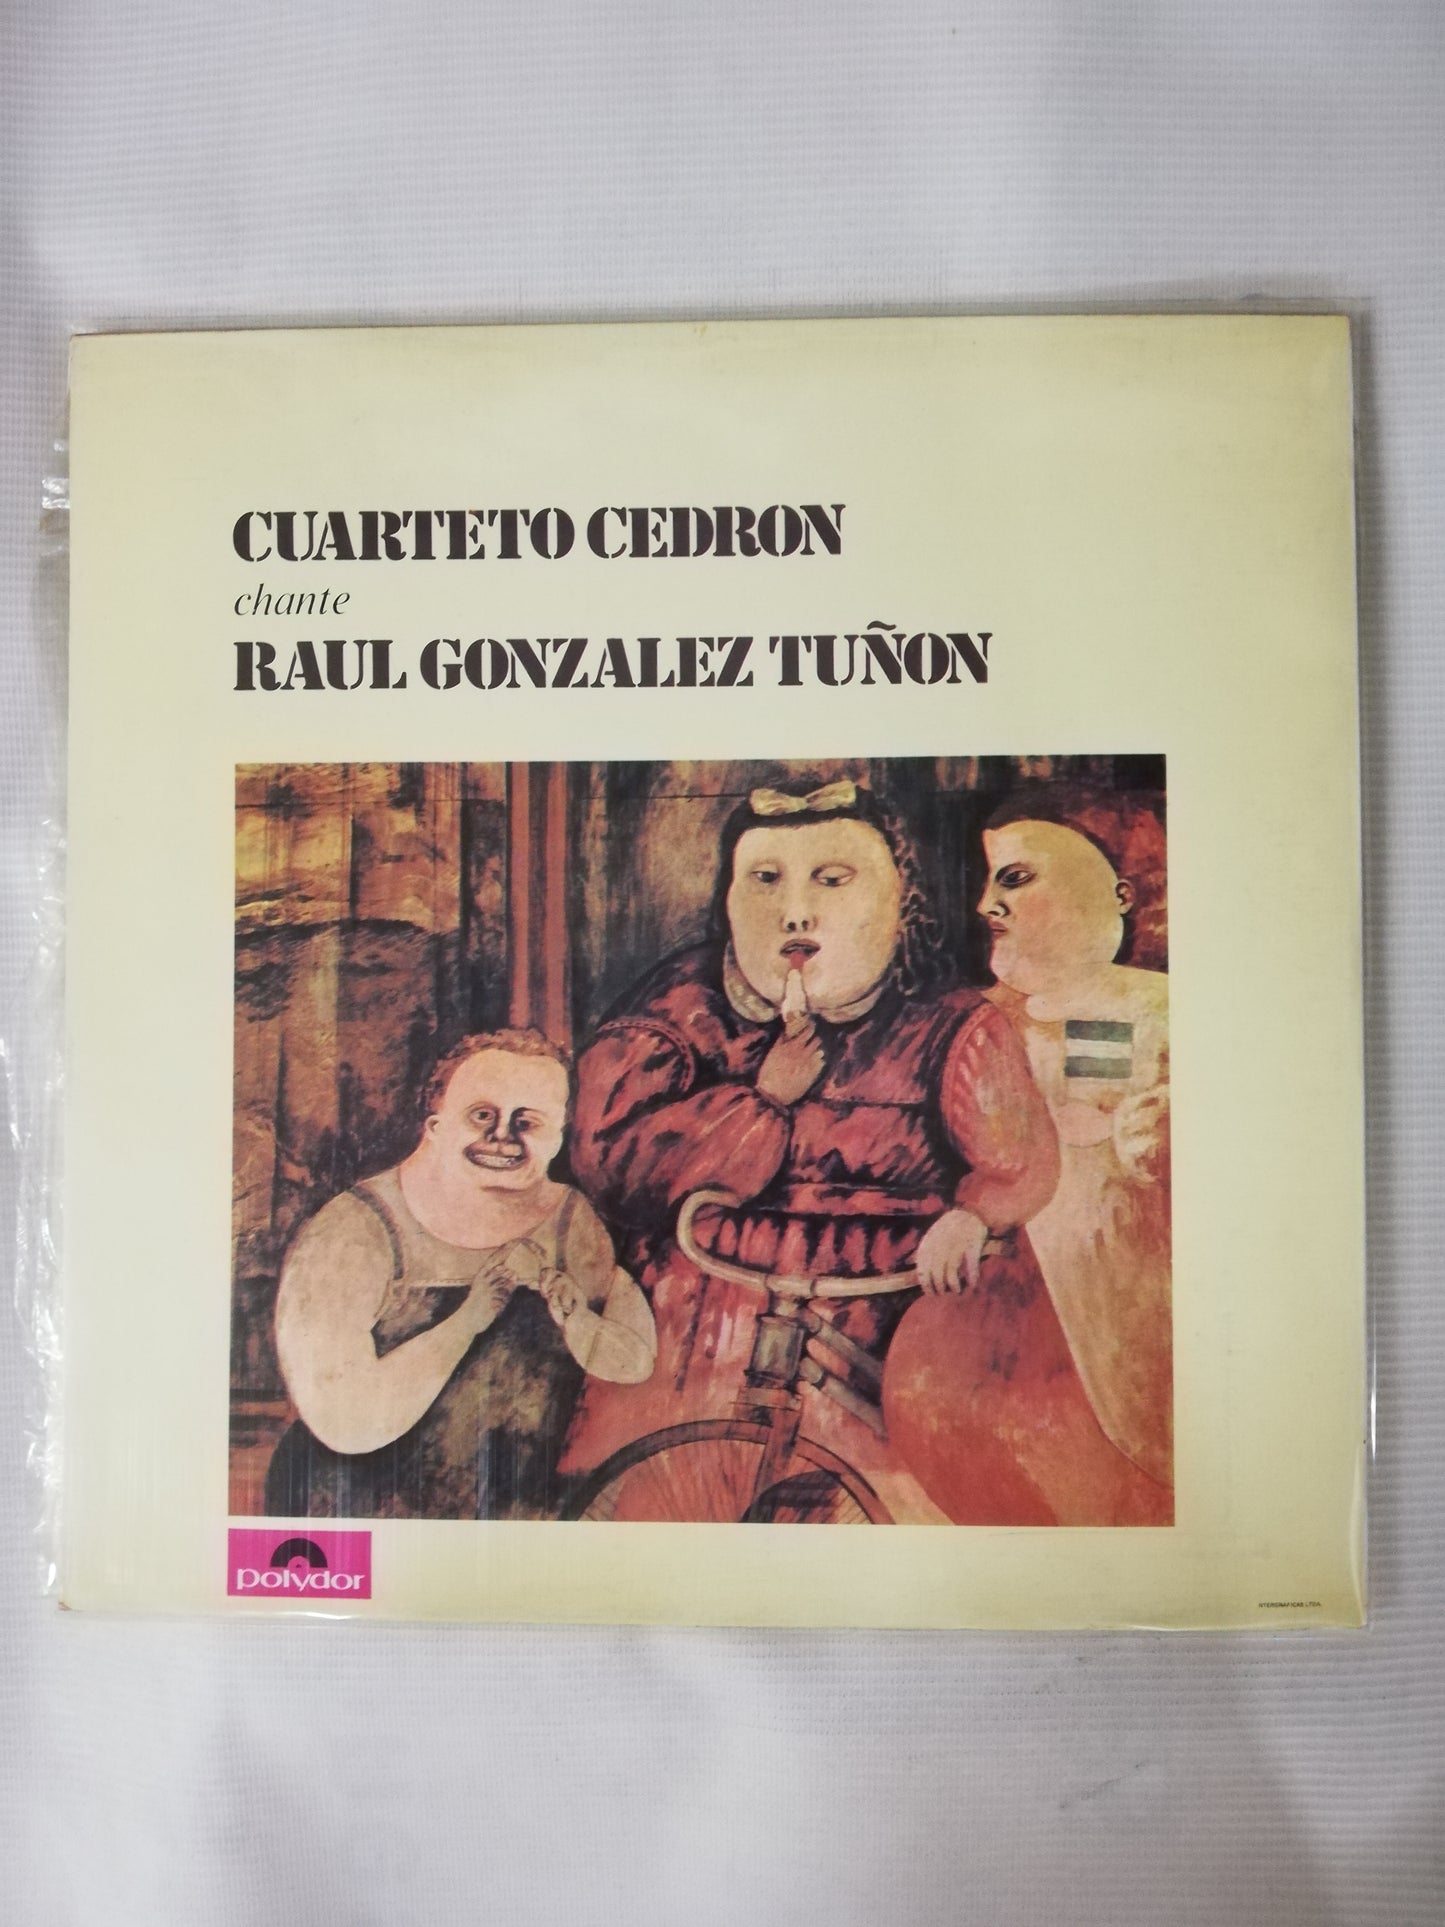 CUARTETO CEDRON
chante
RAUL GONZALEZ TUÑON
polydor